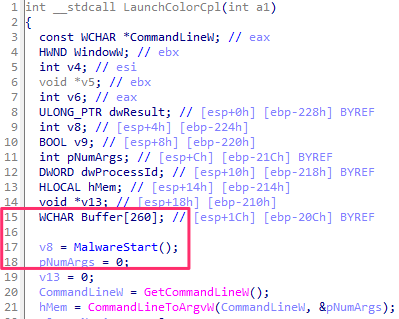 1 int __stdcall LaunchColorCpl(int a1)
2 {
3 const WCHAR *CommandLineW; // eax
4 HWND WindowW; // ebx
5 int v4; // esi
6 void *v5; // ebx
7 int v6; // eax
8 ULONG_PTR dwResult; // [esp+0h] [ebp-228h] BYREF
9 int v8; // [esp+4h] [ebp-224h]
10 BOOL v9; // [esp+8h] [ebp-220h]
11 int pNumArgs; // [esp+Ch] [ebp-21Ch] BYREF
12 DWORD dwProcessId; // [esp+10h] [ebp-218h] BYREF
13 HLOCAL hMem; // [esp+14h] [ebp-214h]
14 void *v13; // [esp+18h] [ebp-210h]
15 WCHAR Buffer[260]; // [esp+1Ch] [ebp-20Ch] BYREF
16
17 v8 = MalwareStart();
18 pNumArgs = 0;
19 v13 = 0;
20 CommandLineW = GetCommandLineW();
21 hMem = CommandLineToArgvW(CommandLineW, &pNumArgs);